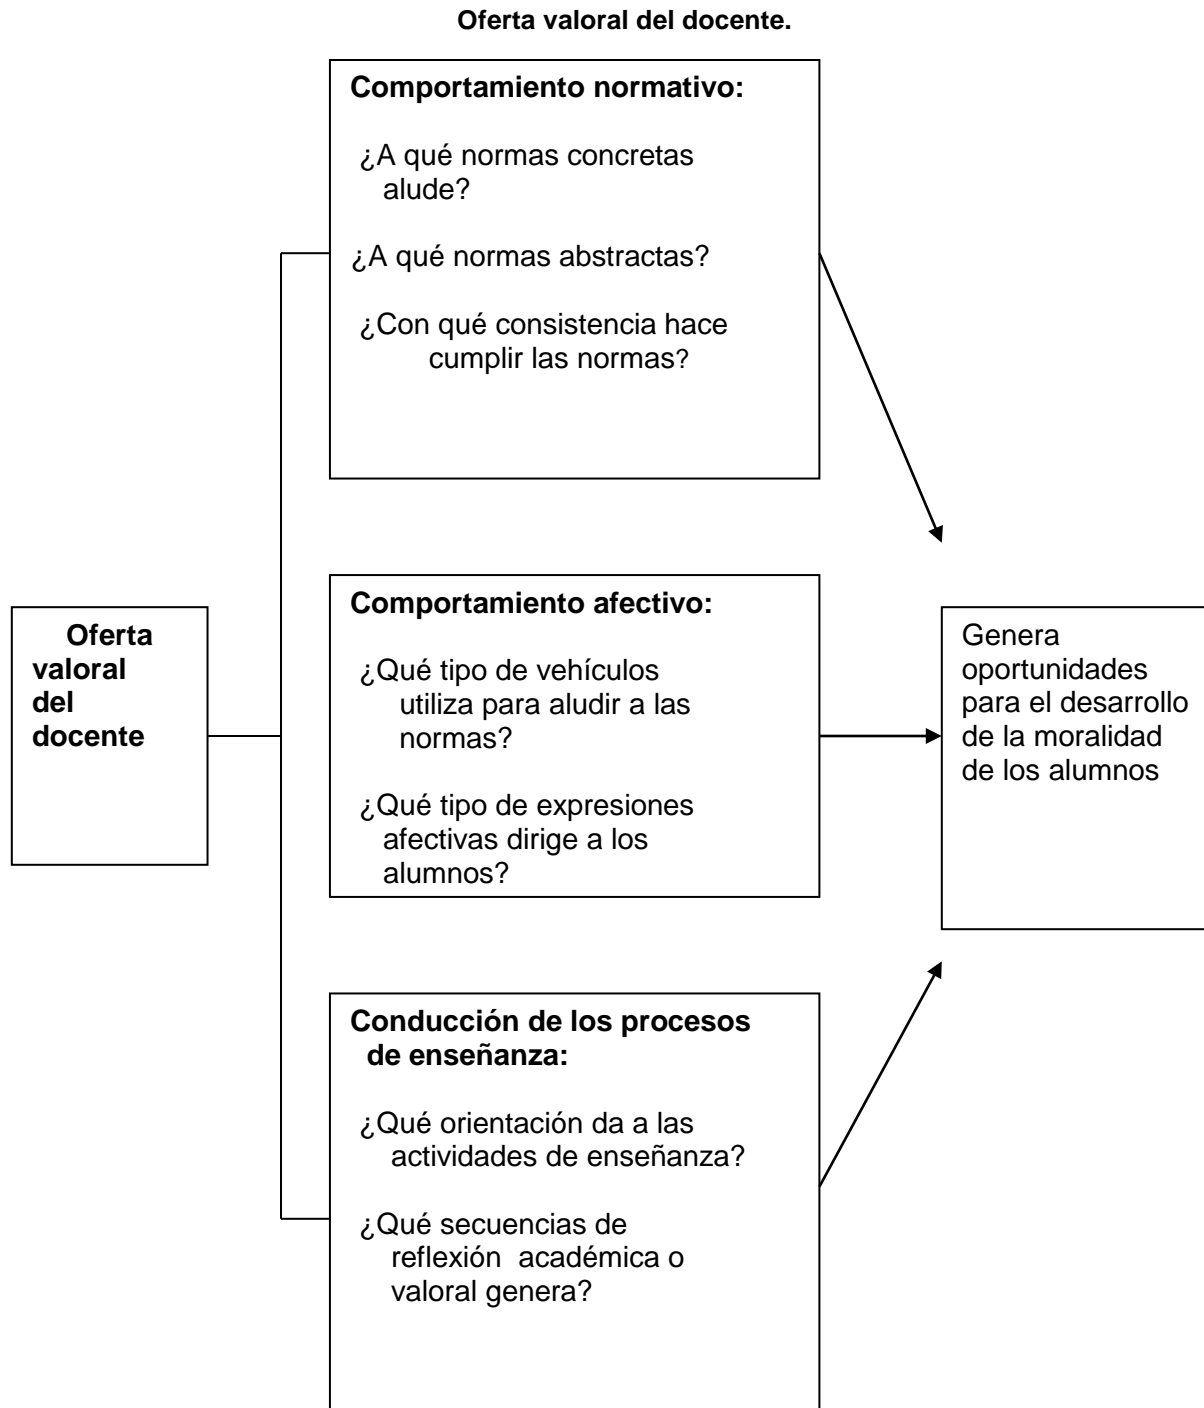 Oferta valoral del docente.
Comportamiento normativo:
¿A qué normas concretas
alude?
¿A qué normas abstractas?
¿Con qué consistencia hace
cumplir las normas?
Oferta
valoral
del
docente
Comportamiento afectivo:
¿Qué tipo de vehículos
utiliza para aludir a las
normas?
¿Qué tipo de expresiones
afectivas dirige a los
alumnos?
Genera
oportunidades
para el desarrollo
de la moralidad
de los alumnos
Conducción de los procesos
de enseñanza:
¿Qué orientación da a las
actividades de enseñanza?
¿Qué secuencias de
reflexión académica o
valoral genera?